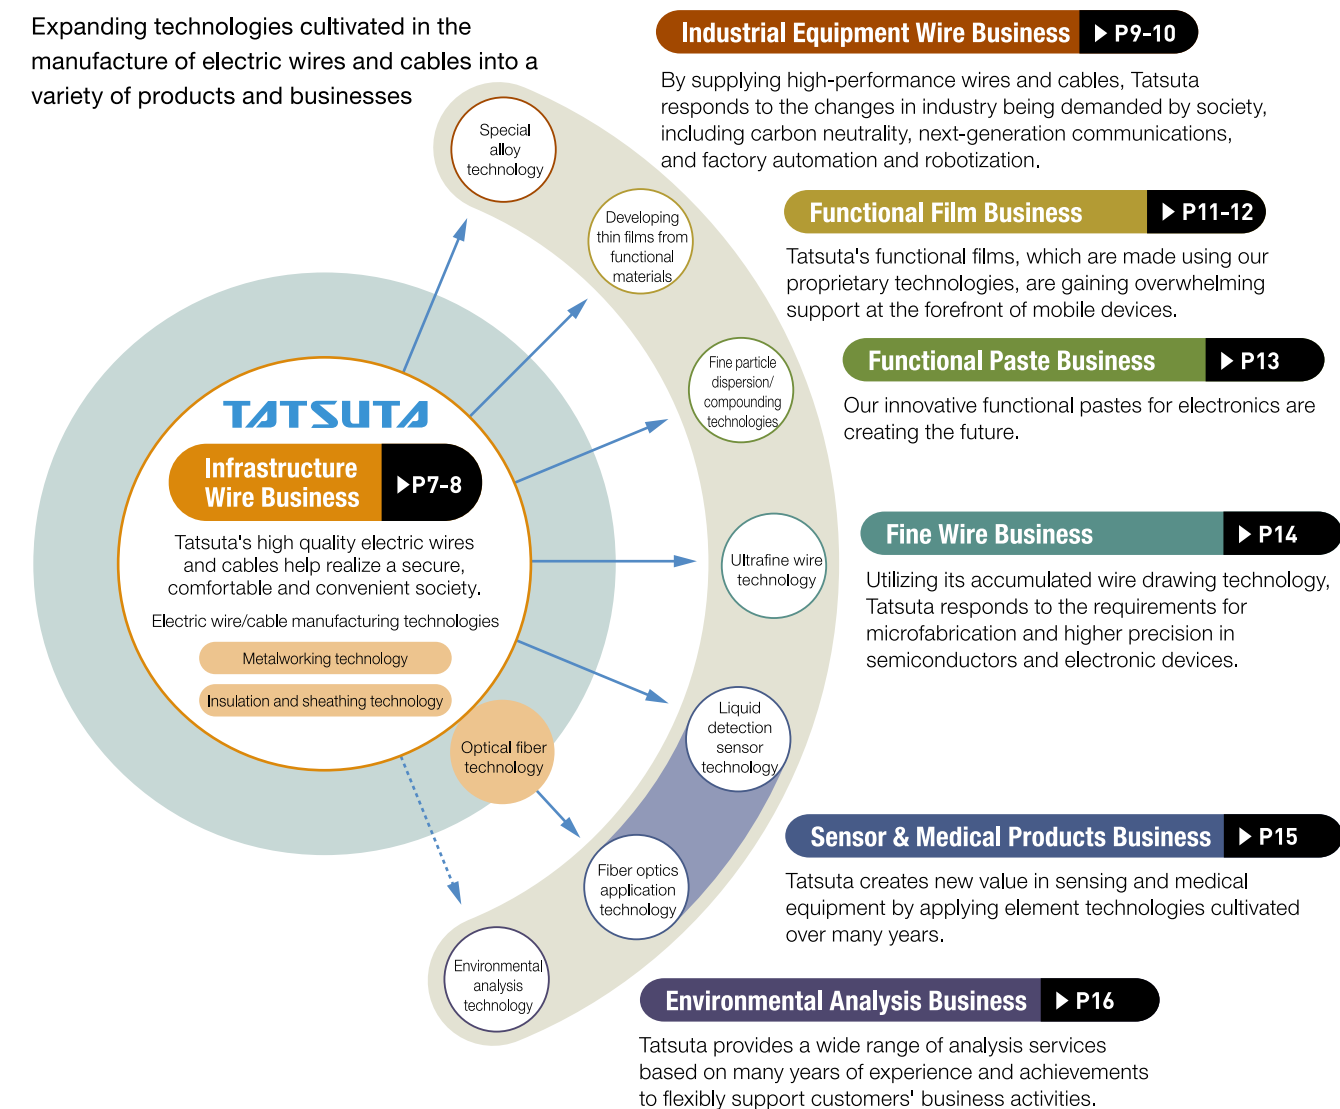 Expanding technologies cultivated in the
manufacture of electric wires and cables into a
variety of products and businesses
Industrial Equipment Wire Business ▶ P9-10
By supplying high-performance wires and cables, Tatsuta
responds to the changes in industry being demanded by society,
including carbon neutrality, next-generation communications,
and factory automation and robotization.
Special
alloy
technology
Functional Film Business ▶ P11-12
Tatsuta's functional films, which are made using our
proprietary technologies, are gaining overwhelming
support at the forefront of mobile devices.
Developing
thin films from
functional
materials
Functional Paste Business ▶ P13
Our innovative functional pastes for electronics are
creating the future.
Fine particle
dispersion/
compounding
technologies
TATSUTA
Infrastructure
Wire Business
▶P7-8
Tatsuta's high quality electric wires
and cables help realize a secure,
comfortable and convenient society.
Electric wire/cable manufacturing technologies
Metalworking technology
Insulation and sheathing technology
Optical fiber
technology
Fine Wire Business ▶ P14
Utilizing its accumulated wire drawing technology,
Tatsuta responds to the requirements for
microfabrication and higher precision in
semiconductors and electronic devices.
Ultrafine wire
technology
Liquid
detection
sensor
technology
Sensor & Medical Products Business ▶ P15
Tatsuta creates new value in sensing and medical
equipment by applying element technologies cultivated
over many years.
Fiber optics
application
technology
Environmental
analysis
technology
Environmental Analysis Business ▶ P16
Tatsuta provides a wide range of analysis services
based on many years of experience and achievements
to flexibly support customers' business activities.